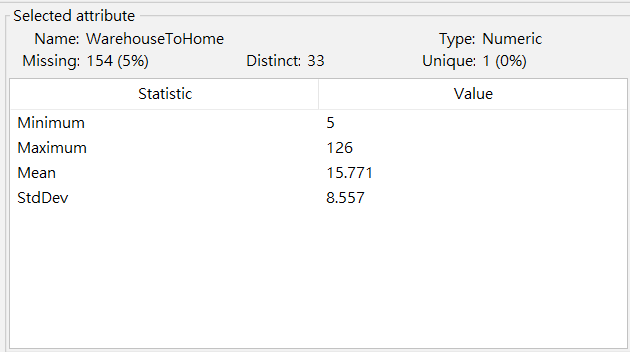 Selected attribute
Name: WarehouseToHome Type: Numeric
Missing: 154 (5%) Distinct: 33 Unique: 1 (0%)
Statistic Value
Minimum 5
Maximum 126
Mean 15.771
StdDev 8.557